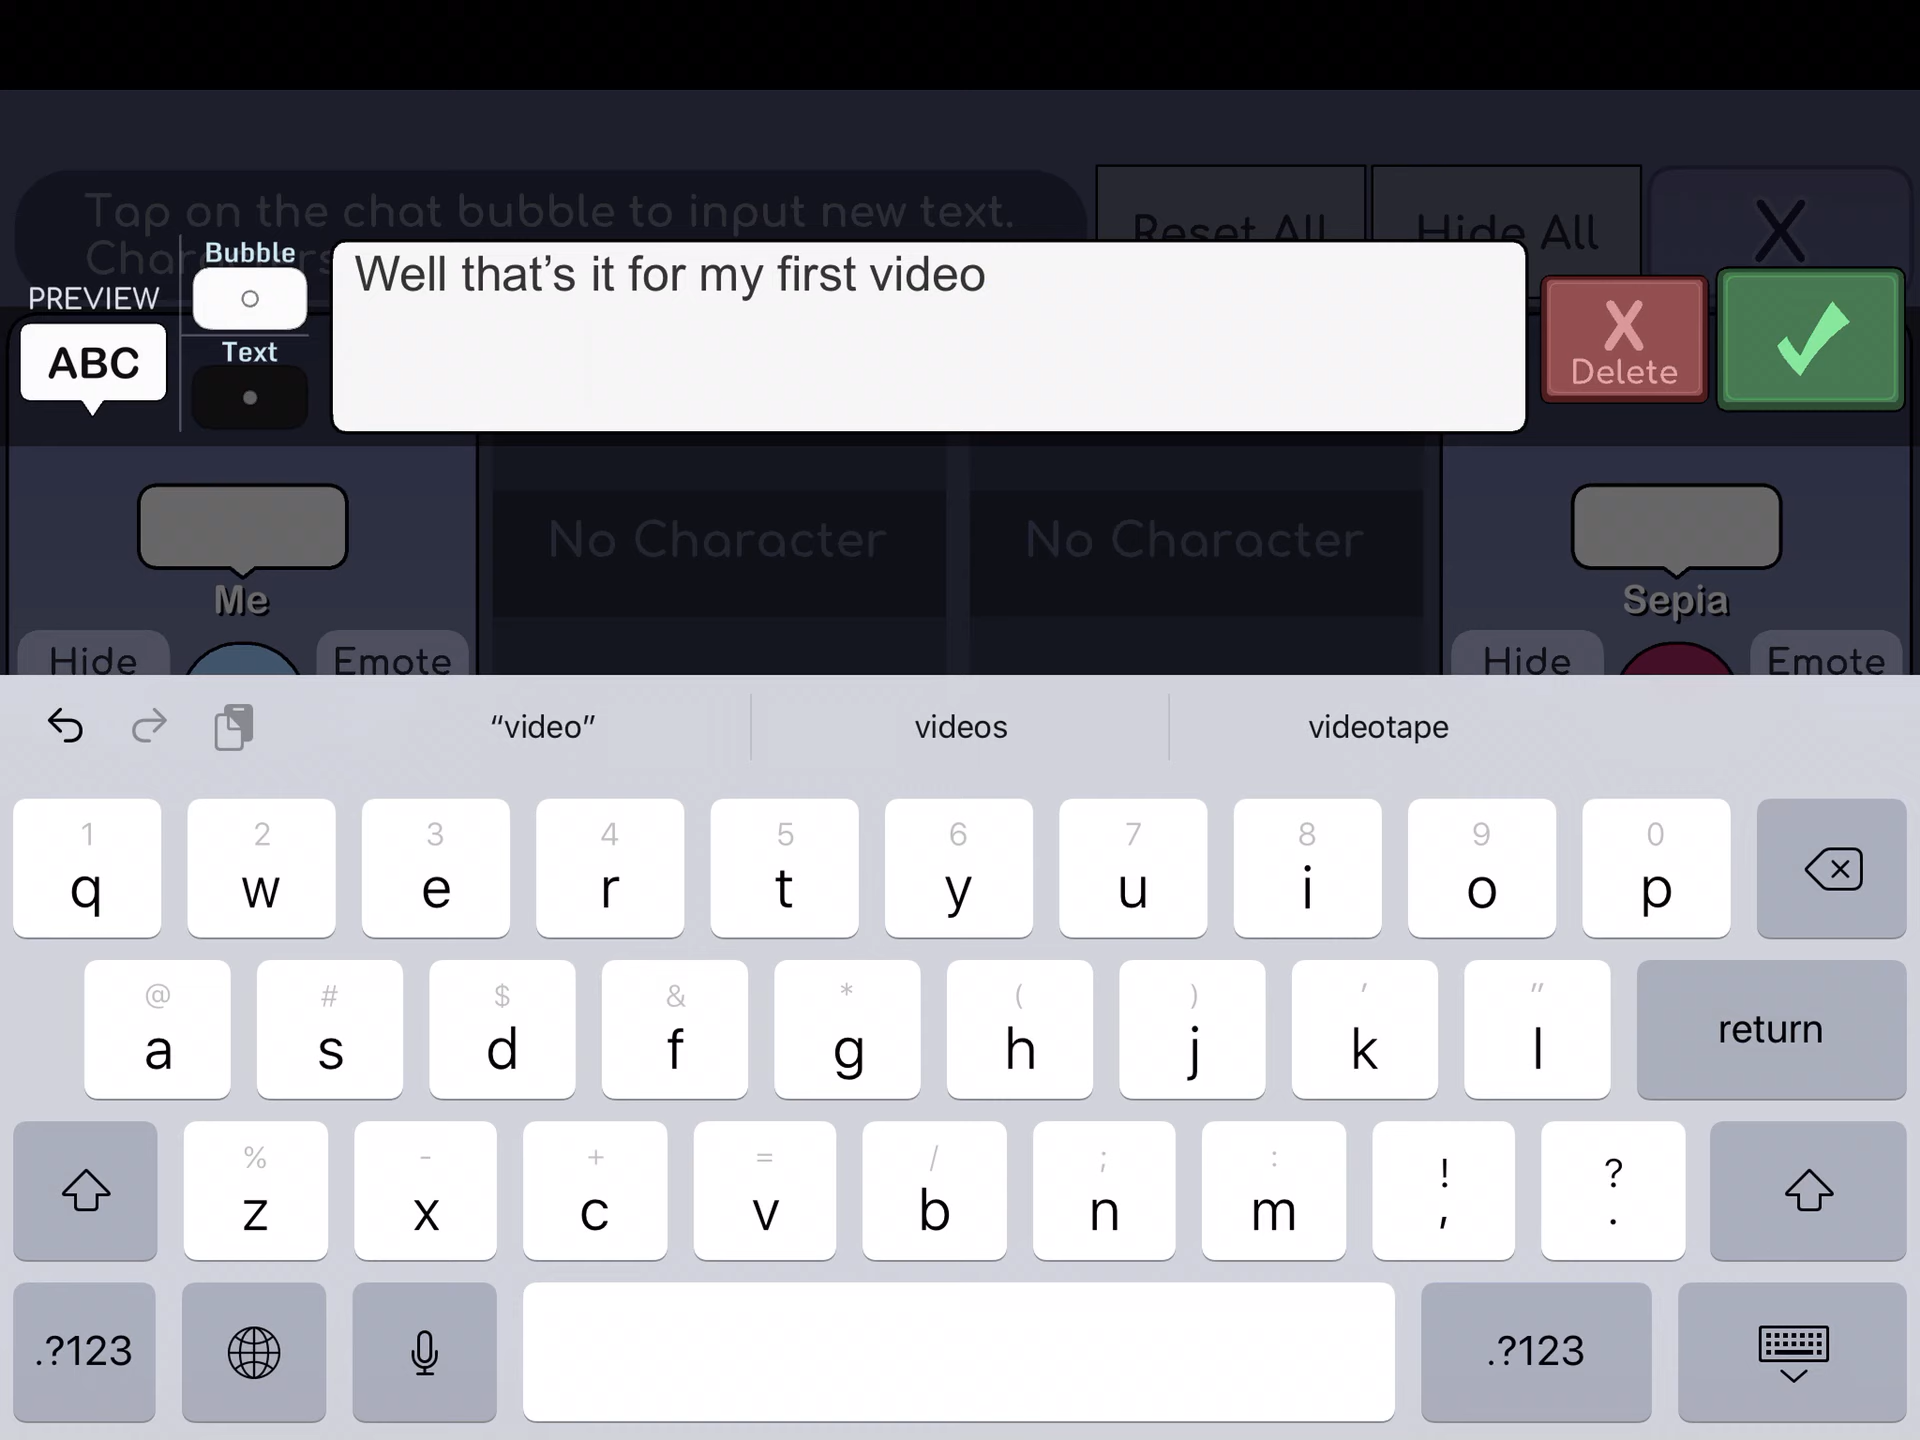 Tap on the chat bubble to input new text.
Characters
Reset All
Hide All
X
Bubble
PREVIEW
ABC
Text
Well that’s it for my first video
X
Delete
No Character
No Character
Me
Sepia
Hide
Emote
Hide
Emote
“video”
videos
videotape
1 2 3 4 5 6 7 8 9 0
q w e r t y u i o p
@ # $ & * ( ) ' "
a s d f g h j k l
return
% - + = / ; : ! ?
z x c v b n m , .
.?123
.?123